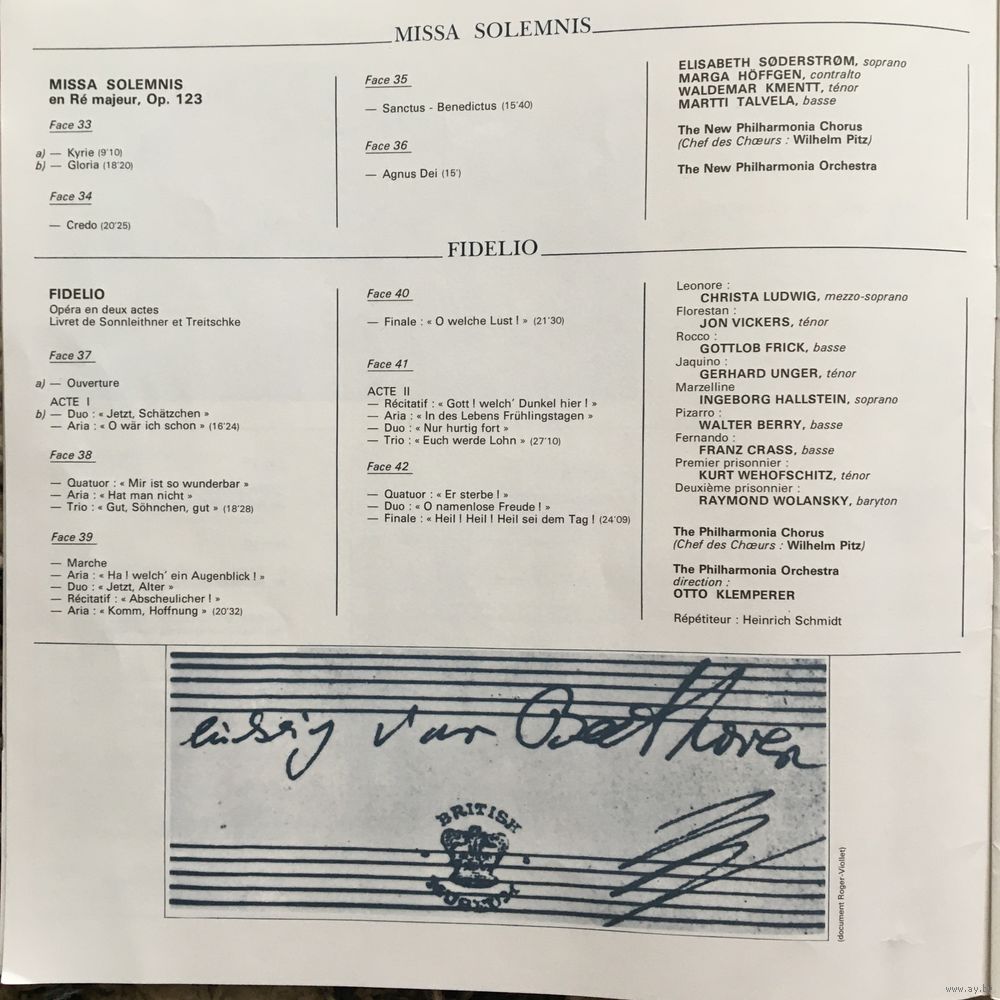 MISSA SOLEMNIS
MISSA SOLEMNIS
en Ré majeur, Op. 123
Face 33
a) — Kyrie (9'10)
b) — Gloria (18'20)
Face 34
— Credo (20'25)
Face 35
— Sanctus - Benedictus (15'40)
Face 36
— Agnus Dei (15')
ELISABETH SØDERSTRØM, soprano
MARGA HÖFFGEN, contralto
WALDEMAR KMENTT, ténor
MARTTI TALVELA, basse
The New Philharmonia Chorus
(Chef des Chœurs : Wilhelm Pitz)
The New Philharmonia Orchestra
FIDELIO
FIDELIO
Opéra en deux actes
Livret de Sonnleithner et Treitschke
Face 37
a) — Ouverture
ACTE I
b) — Duo : « Jetzt, Schätzchen »
— Aria : « O wär ich schon » (16'24)
Face 38
— Quatuor : « Mir ist so wunderbar »
— Aria : « Hat man nicht »
— Trio : « Gut, Söhnchen, gut » (18'28)
Face 39
— Marche
— Aria : « Ha ! welch' ein Augenblick ! »
— Duo : « Jetzt, Alter »
— Récitatif : « Abscheulicher ! »
— Aria : « Komm, Hoffnung » (20'32)
Face 40
— Finale : « O welche Lust ! » (21'30)
Face 41
ACTE II
— Récitatif : « Gott ! welch' Dunkel hier ! »
— Aria : « In des Lebens Frühlingstagen »
— Duo : « Nur hurtig fort »
— Trio : « Euch werde Lohn » (27'10)
Face 42
— Quatuor : « Er sterbe ! »
— Duo : « O namenlose Freude ! »
— Finale : « Heil ! Heil ! Heil sei dem Tag ! (24'09)
Leonore :
CHRISTA LUDWIG, mezzo-soprano
Florestan :
JON VICKERS, ténor
Rocco :
GOTTLOB FRICK, basse
Jaquino :
GERHARD UNGER, ténor
Marzelline
INGEBORG HALLSTEIN, soprano
Pizarro :
WALTER BERRY, basse
Fernando :
FRANZ CRASS, basse
Premier prisonnier :
KURT WEHOFSCHITZ, ténor
Deuxième prisonnier :
RAYMOND WOLANSKY, baryton
The Philharmonia Chorus
(Chef des Chœurs : Wilhelm Pitz)
The Philharmonia Orchestra
direction :
OTTO KLEMPERER
Répétiteur : Heinrich Schmidt
ludwig van Beethoven
BRITISH
MUSEUM
(document Roger-Viollet)